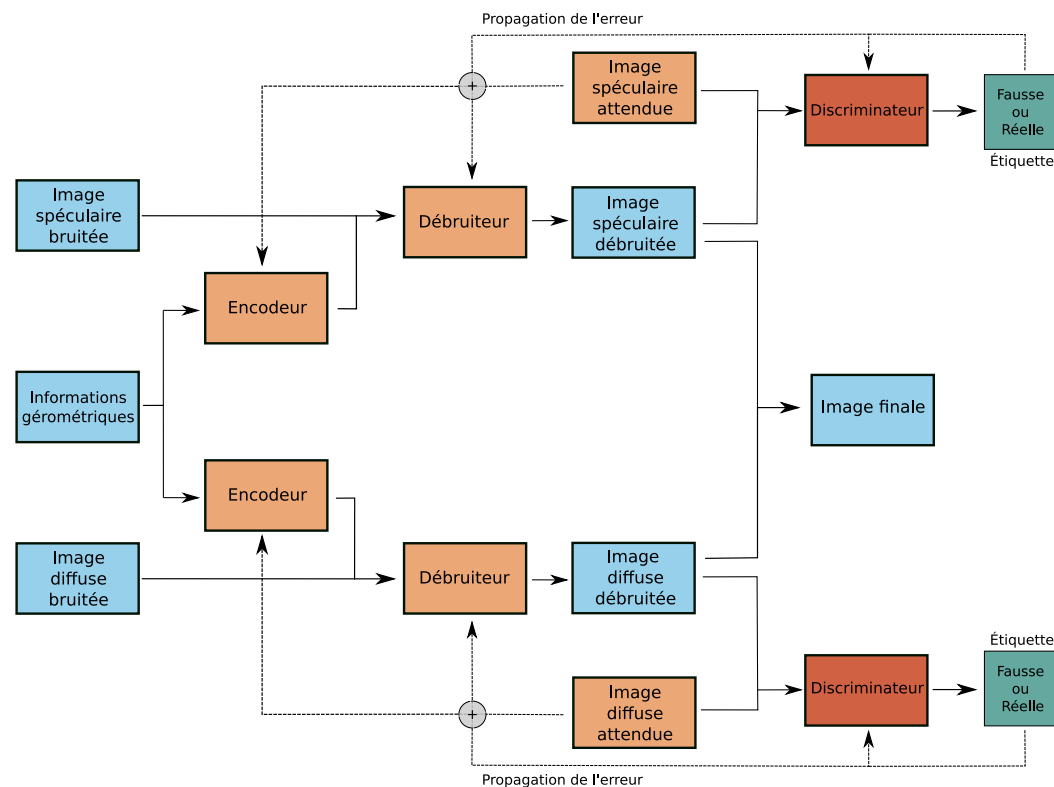 Propagation de l'erreur
Image
spéculaire
attendue
+
Discriminateur
Fausse
ou
Réelle
Étiquette
Image
spéculaire
bruitée
Débruiteur
Image
spéculaire
débruitée
Encodeur
Informations
gérométriques
Image finale
Encodeur
Image
diffuse
bruitée
Débruiteur
Image
diffuse
débruitée
Étiquette
Image
diffuse
attendue
+
Discriminateur
Fausse
ou
Réelle
Propagation de l'erreur